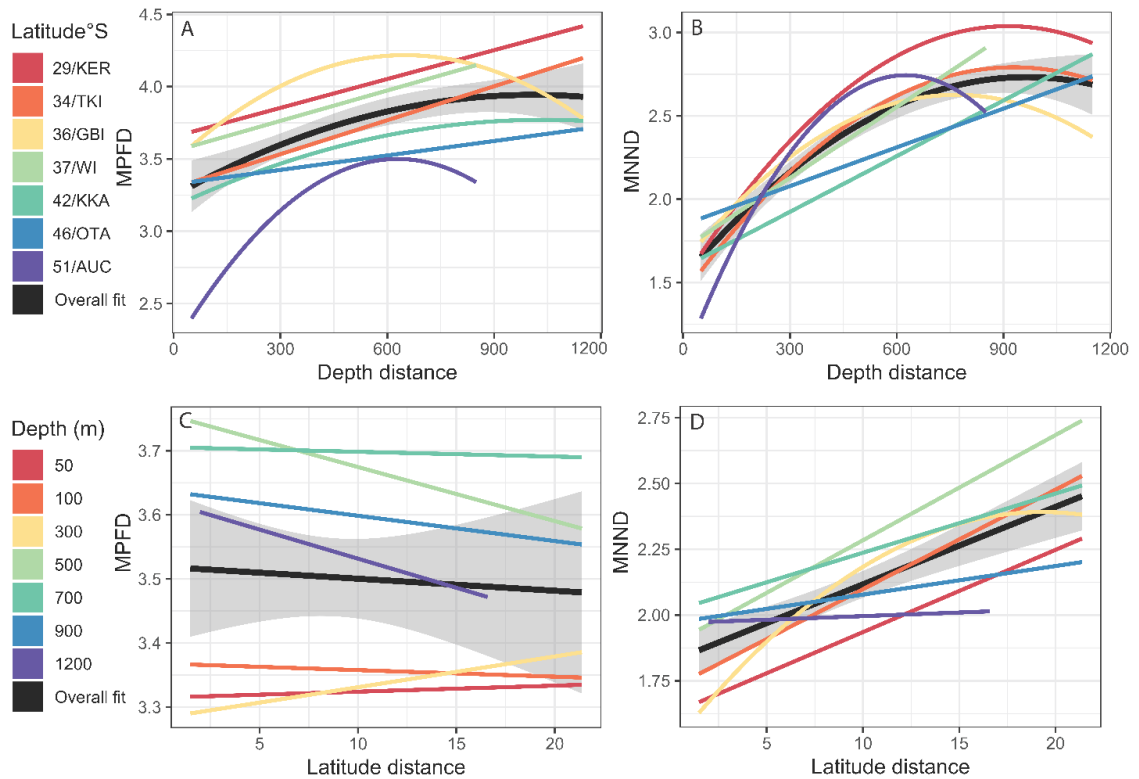 Latitude°S
29/KER
34/TKI
36/GBI
37/WI
42/KKA
46/OTA
51/AUC
Overall fit
A
4.5
4.0
3.5
3.0
2.5
MPFD
0
300
600
900
1200
Depth distance
B
3.0
2.5
2.0
1.5
MNND
0
300
600
900
1200
Depth distance
Depth (m)
50
100
300
500
700
900
1200
Overall fit
C
3.7
3.6
3.5
3.4
3.3
MPFD
5
10
15
20
Latitude distance
D
2.75
2.50
2.25
2.00
1.75
MNND
5
10
15
20
Latitude distance